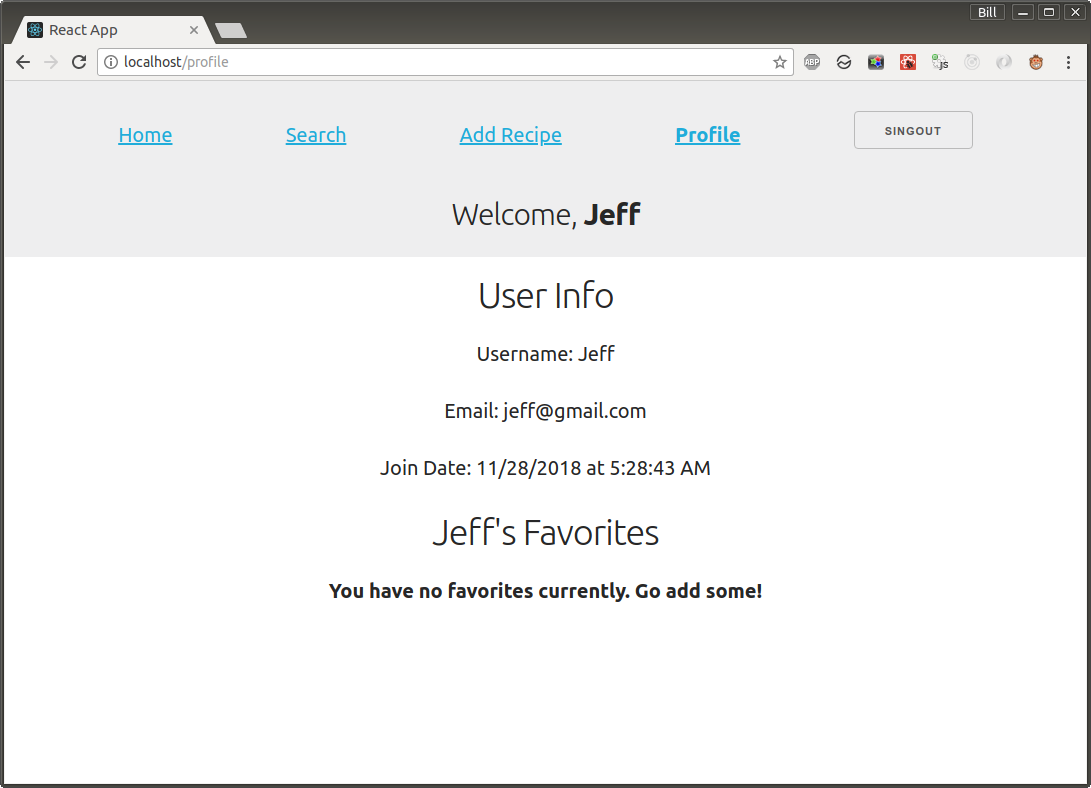 Bill
React App
localhost/profile
ABP
JS
Home Search Add Recipe Profile SINGOUT
Welcome, Jeff
User Info
Username: Jeff
Email: jeff@gmail.com
Join Date: 11/28/2018 at 5:28:43 AM
Jeff's Favorites
You have no favorites currently. Go add some!